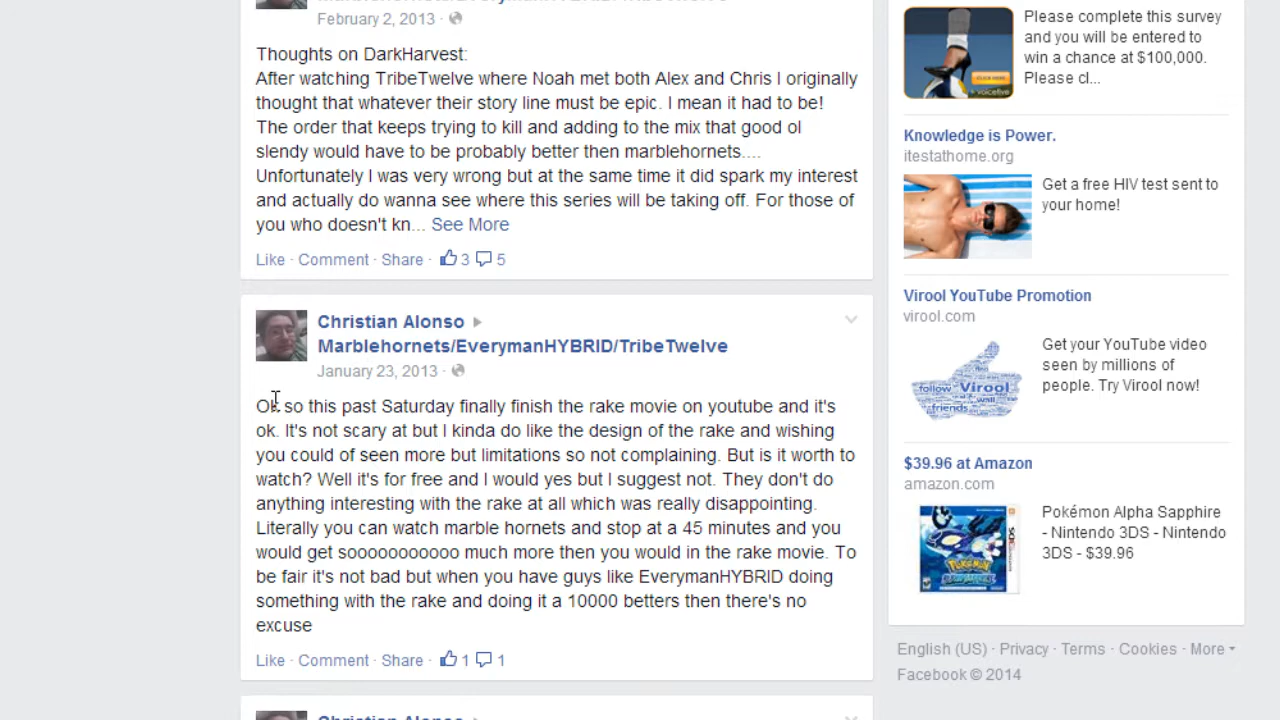 February 2, 2013 ·
Thoughts on DarkHarvest:
After watching TribeTwelve where Noah met both Alex and Chris I originally
thought that whatever their story line must be epic. I mean it had to be!
The order that keeps trying to kill and adding to the mix that good ol
slendy would have to be probably better then marblehornets....
Unfortunately I was very wrong but at the same time it did spark my interest
and actually do wanna see where this series will be taking off. For those of
you who doesn't kn... See More
Like · Comment · Share · 3 5
Christian Alonso
Marblehornets/EverymanHYBRID/TribeTwelve
January 23, 2013 ·
Ok so this past Saturday finally finish the rake movie on youtube and it's
ok. It's not scary at but I kinda do like the design of the rake and wishing
you could of seen more but limitations so not complaining. But is it worth to
watch? Well it's for free and I would yes but I suggest not. They don't do
anything interesting with the rake at all which was really disappointing.
Literally you can watch marble hornets and stop at a 45 minutes and you
would get sooooooooooo much more then you would in the rake movie. To
be fair it's not bad but when you have guys like EverymanHYBRID doing
something with the rake and doing it a 10000 betters then there's no
excuse
Like · Comment · Share · 1 1
Christian Alonso
Please complete this survey
and you will be entered to
win a chance at $100,000.
Please cl...
CLICK HERE
voicefive
Knowledge is Power.
itestathome.org
Get a free HIV test sent to
your home!
Virool YouTube Promotion
virool.com
follow Virool
friends wall
Get your YouTube video
seen by millions of
people. Try Virool now!
$39.96 at Amazon
amazon.com
Pokémon Alpha Sapphire
- Nintendo 3DS - Nintendo
3DS - $39.96
English (US) · Privacy · Terms · Cookies · More
Facebook © 2014